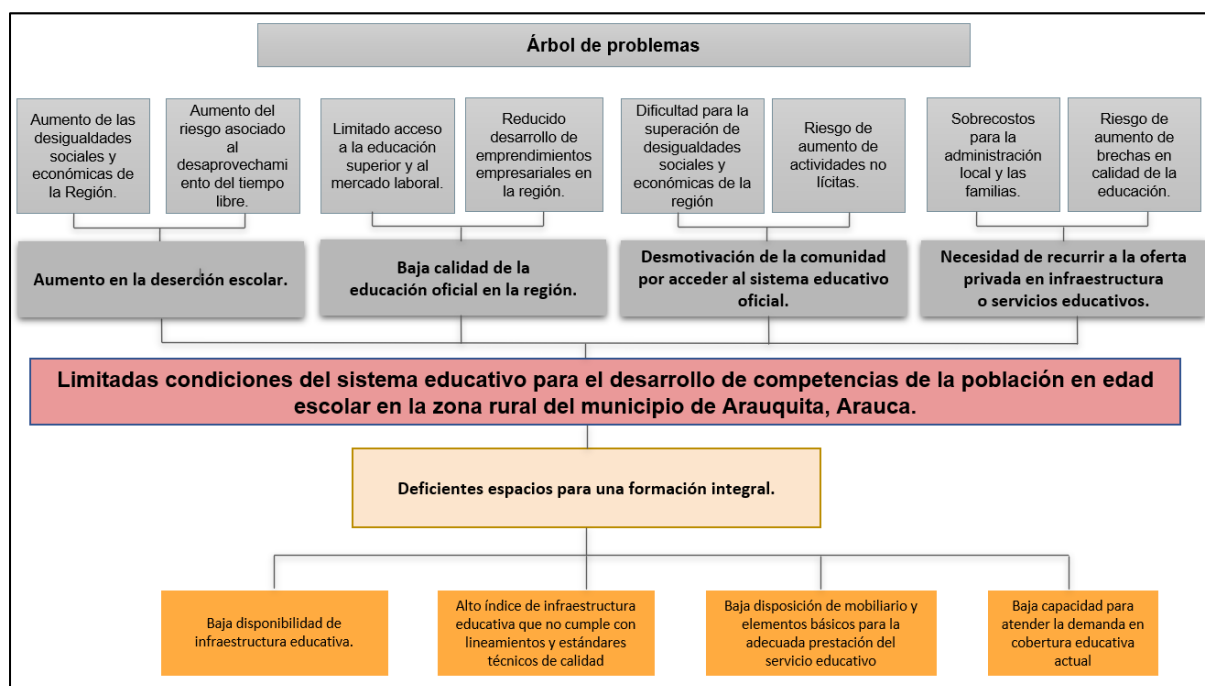 Árbol de problemas
Aumento de las
desigualdades
sociales y
económicas de
la Región.
Aumento del
riesgo asociado
al
desaprovechami
ento del tiempo
libre.
Limitado acceso
a la educación
superior y al
mercado laboral.
Reducido
desarrollo de
emprendimientos
empresariales en
la región.
Dificultad para la
superación de
desigualdades
sociales y
económicas de la
región
Riesgo de
aumento de
actividades no
lícitas.
Sobrecostos
para la
administración
local y las
familias.
Riesgo de
aumento de
brechas en
calidad de la
educación.
Aumento en la deserción escolar.
Baja calidad de la
educación oficial en la región.
Desmotivación de la comunidad
por acceder al sistema educativo
oficial.
Necesidad de recurrir a la oferta
privada en infraestructura
o servicios educativos.
Limitadas condiciones del sistema educativo para el desarrollo de competencias de la población en edad
escolar en la zona rural del municipio de Arauquita, Arauca.
Deficientes espacios para una formación integral.
Baja disponibilidad de
infraestructura educativa.
Alto índice de infraestructura
educativa que no cumple con
lineamientos y estándares
técnicos de calidad
Baja disposición de mobiliario y
elementos básicos para la
adecuada prestación del
servicio educativo
Baja capacidad para
atender la demanda en
cobertura educativa
actual